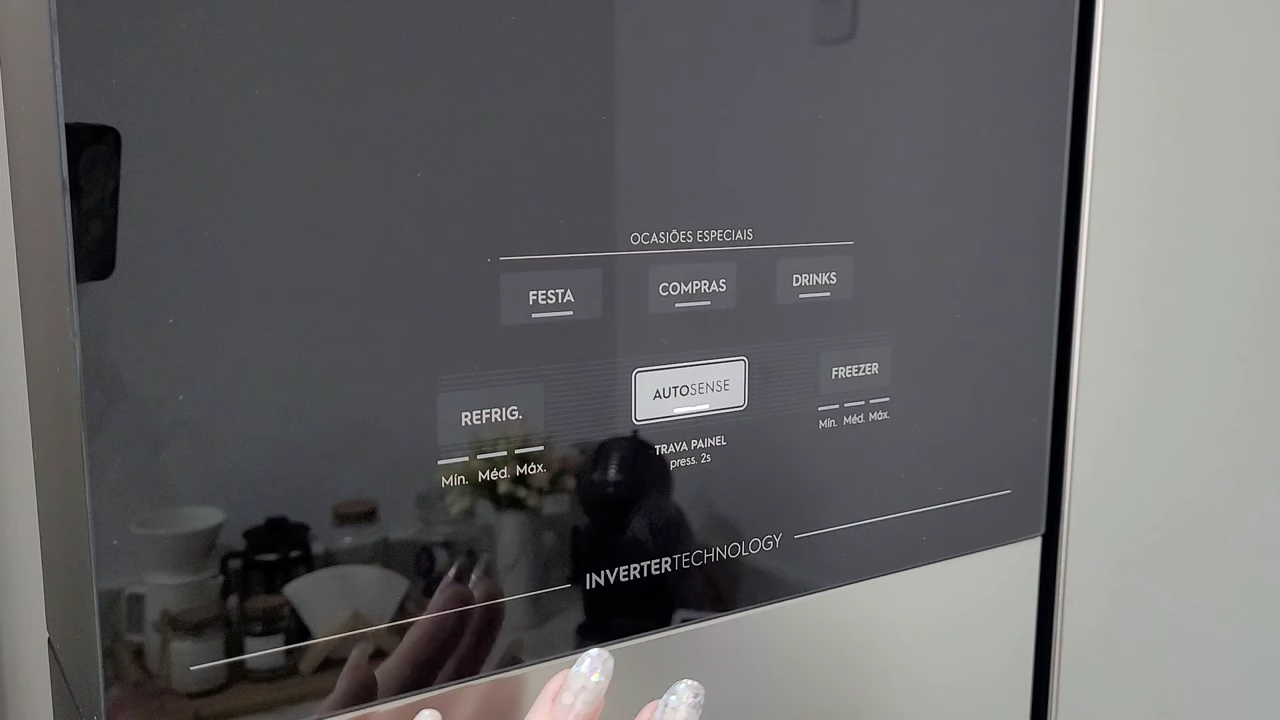 OCASIÕES ESPECIAIS
FESTA COMPRAS DRINKS
REFRIG. AUTOSENSE FREEZER
Mín. Méd. Máx. TRAVA PAINEL Mín. Méd. Máx.
press. 2s
INVERTERTECHNOLOGY